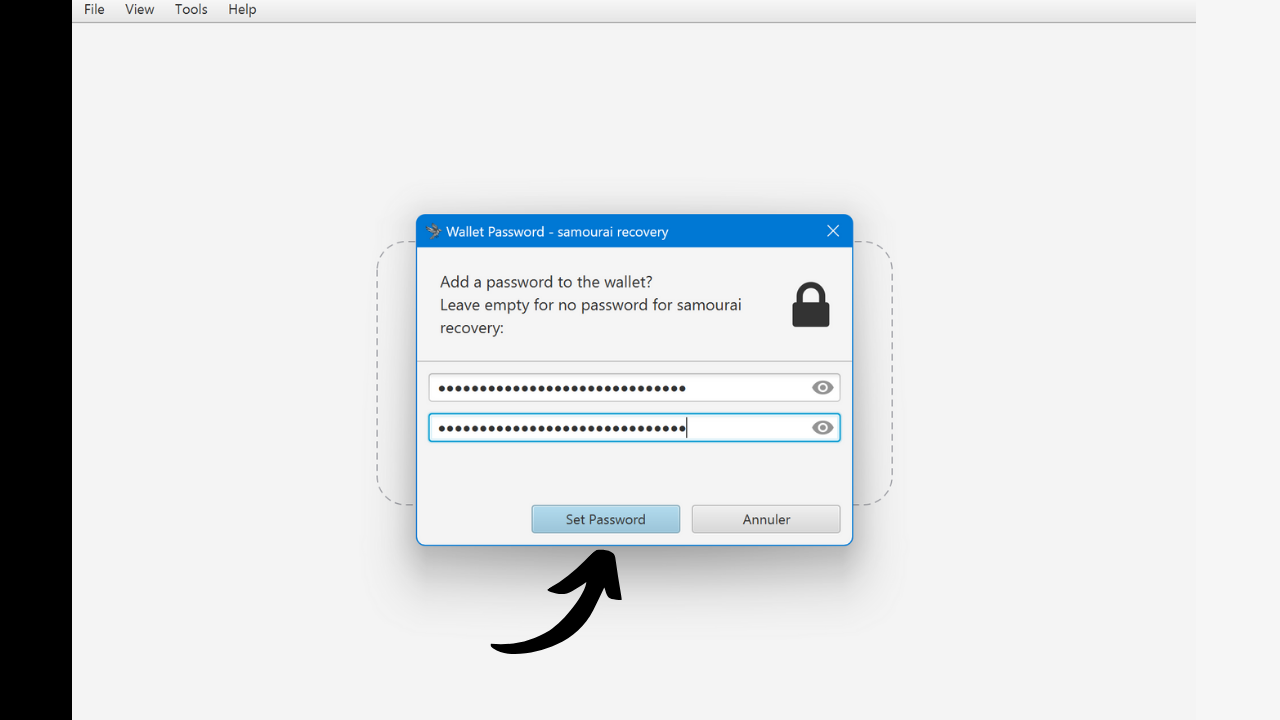 File View Tools Help
Wallet Password - samourai recovery
Add a password to the wallet?
Leave empty for no password for samourai
recovery:
••••••••••••••••••••••••••••••
••••••••••••••••••••••••••••••
Set Password Annuler